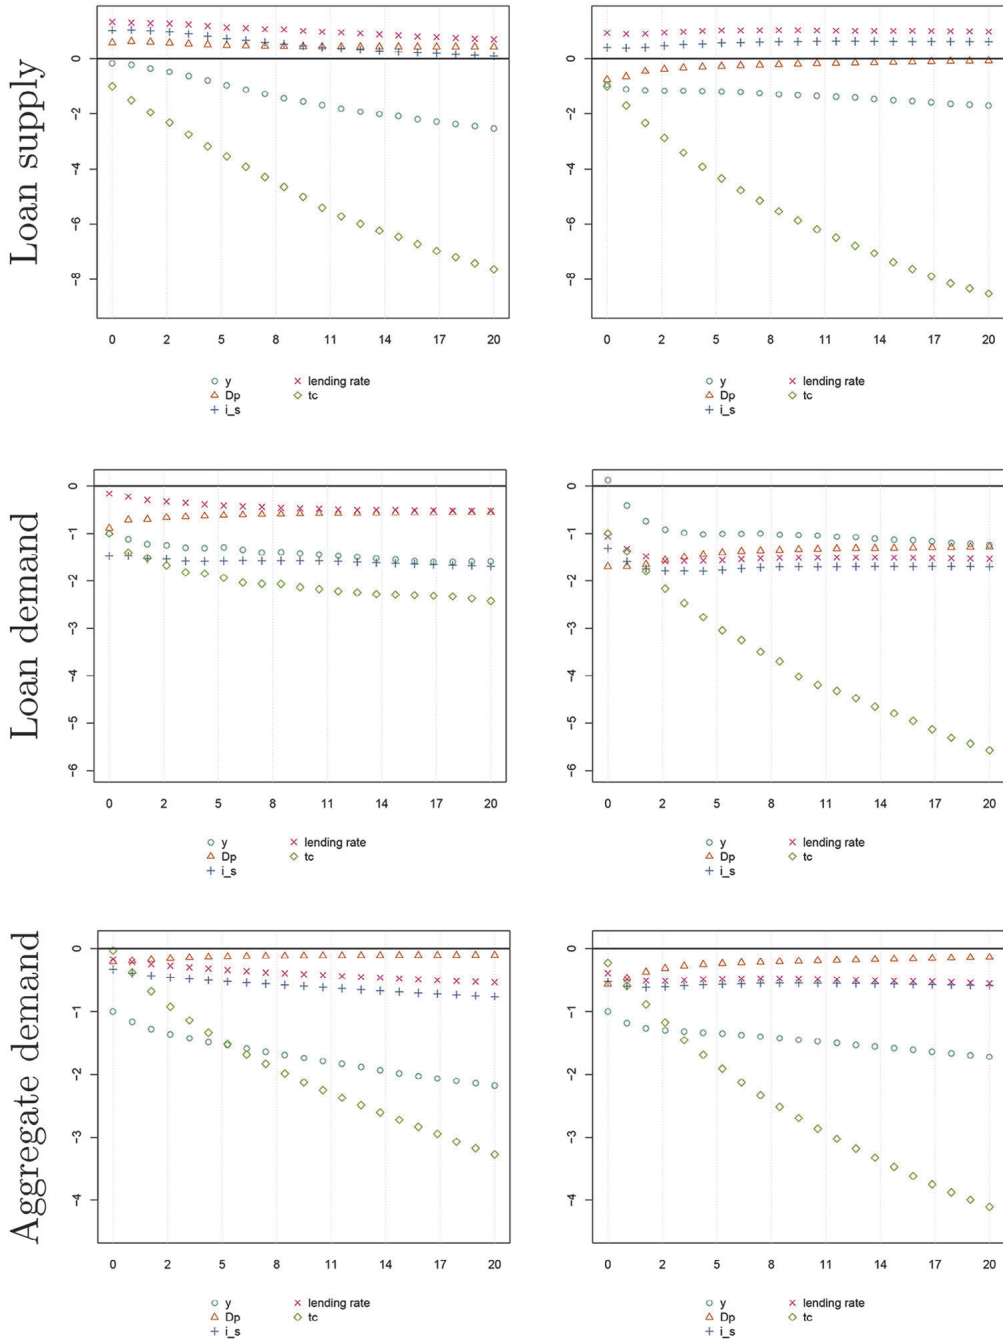 Loan supply
0
-2
-4
-6
-8
0 2 5 8 11 14 17 20
y lending rate
Dp tc
i_s
0 2 5 8 11 14 17 20
y lending rate
Dp tc
i_s
Loan demand
0
-1
-2
-3
-4
-5
-6
0 2 5 8 11 14 17 20
y lending rate
Dp tc
i_s
0
-1
-2
-3
-4
-5
-6
0 2 5 8 11 14 17 20
y lending rate
Dp tc
i_s
Aggregate demand
0
-1
-2
-3
-4
0 2 5 8 11 14 17 20
y lending rate
Dp tc
i_s
0
-1
-2
-3
-4
0 2 5 8 11 14 17 20
y lending rate
Dp tc
i_s